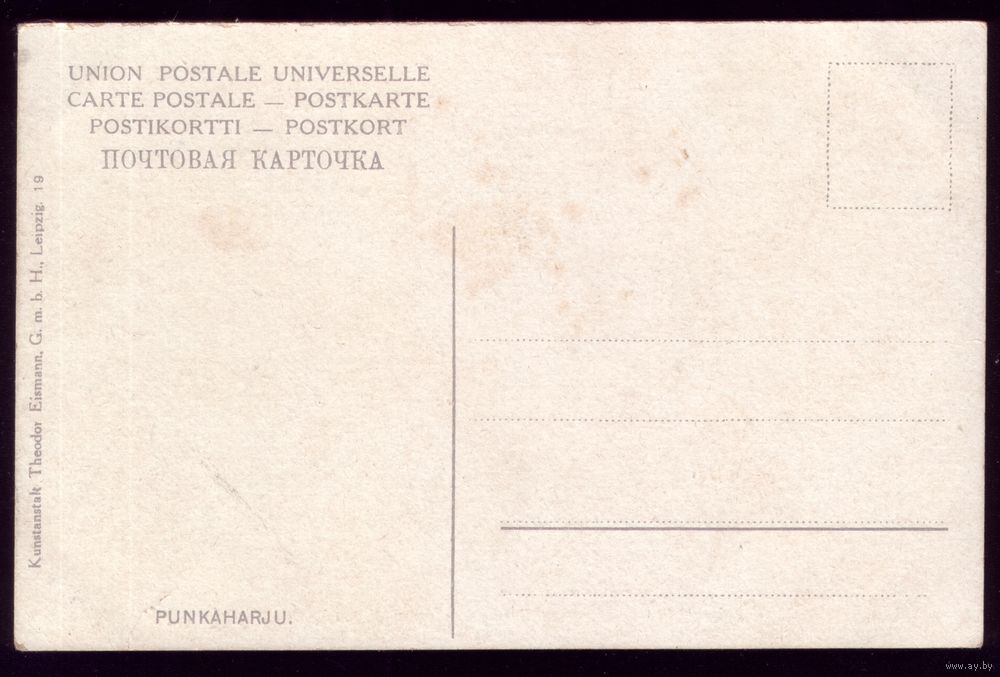 UNION POSTALE UNIVERSELLE
CARTE POSTALE — POSTKARTE
POSTIKORTTI — POSTKORT
ПОЧТОВАЯ КАРТОЧКА
Kunstanstalt Theodor Eismann, G. m. b. H., Leipzig. 19
PUNKAHARJU.
www.ay.by